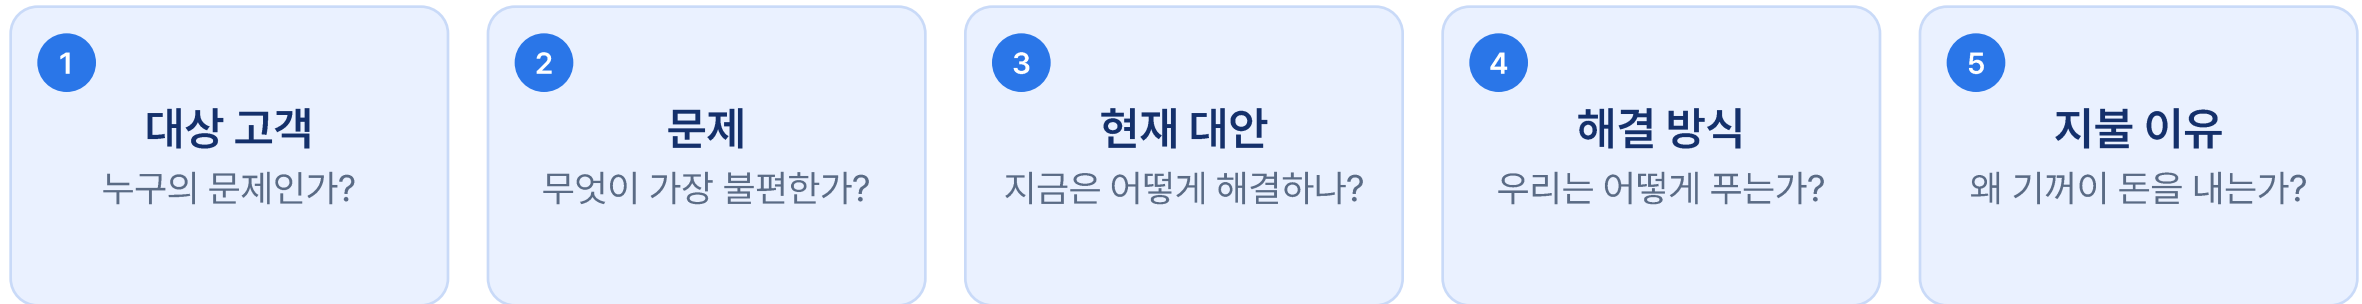 1
대상 고객
누구의 문제인가?
2
문제
무엇이 가장 불편한가?
3
현재 대안
지금은 어떻게 해결하나?
4
해결 방식
우리는 어떻게 푸는가?
5
지불 이유
왜 기꺼이 돈을 내는가?